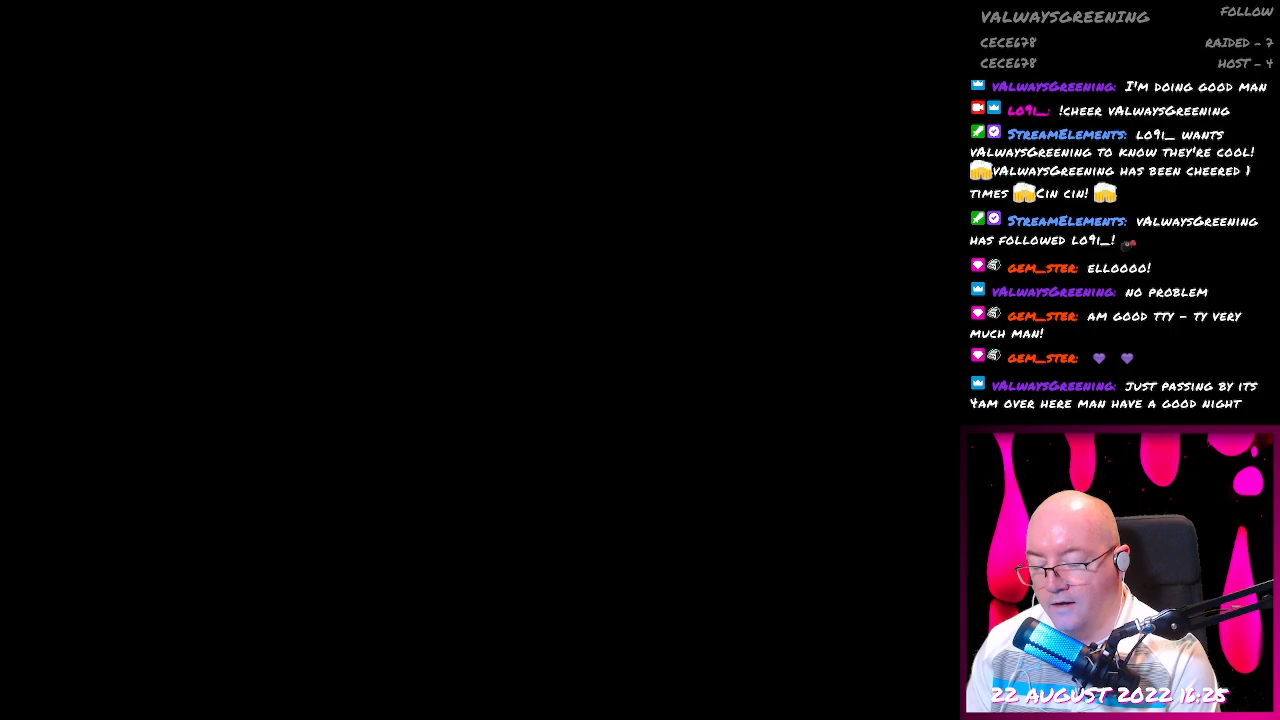 VALWAYSGREENING FOLLOW
CECE678 RAIDED - 7
CECE678 HOST - 4
vAlwaysGreening: I'm doing good man
lo9i_: !cheer vAlwaysGreening
StreamElements: lo9i_ wants
vAlwaysGreening to know they're cool!
vAlwaysGreening has been cheered 1
times Cin cin!
StreamElements: vAlwaysGreening
has followed lo9i_!
gem_ster: elloooo!
vAlwaysGreening: no problem
gem_ster: am good tty - ty very
much man!
gem_ster:
vAlwaysGreening: just passing by its
4am over here man have a good night
22 AUGUST 2022 16:25